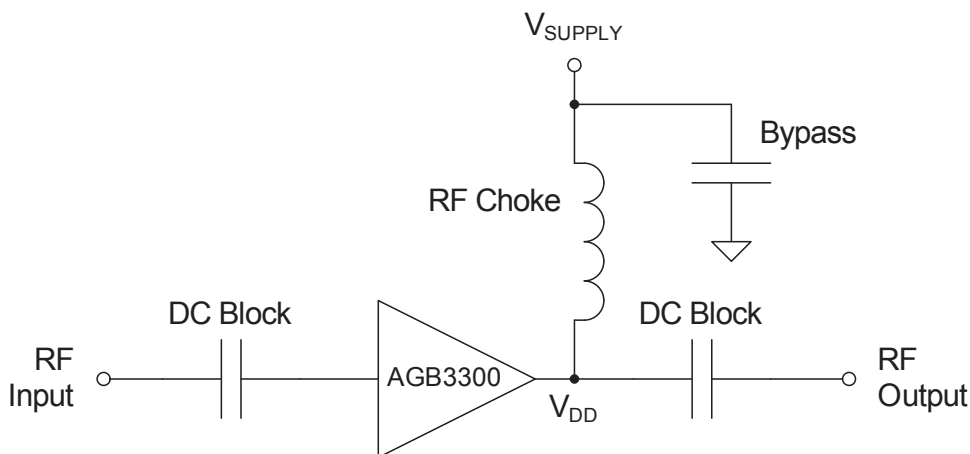 VSUPPLY
Bypass
RF Choke
DC Block
DC Block
RF
Input
AGB3300
VDD
RF
Output